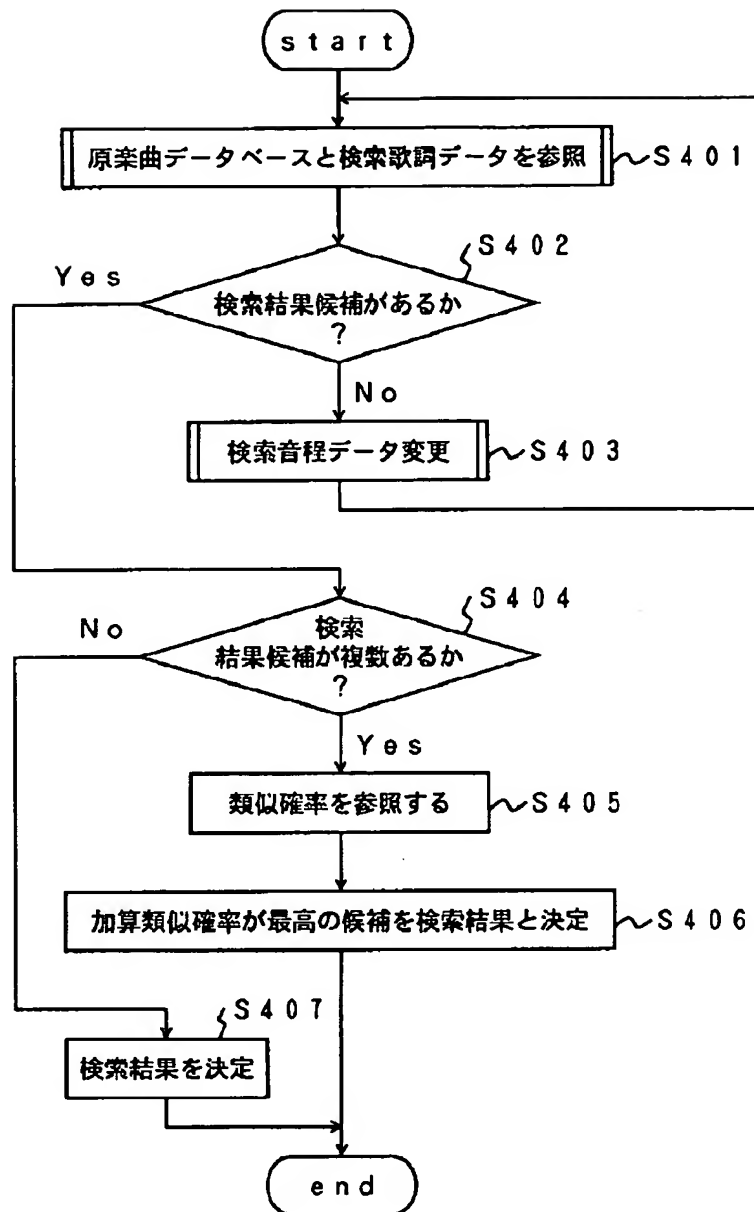 start
原楽曲データベースと検索歌詞データを参照
S401
S402
Yes
検索結果候補があるか
?
No
検索音程データ変更
S403
S404
No
検索
結果候補が複数あるか
?
Yes
類似確率を参照する
S405
加算類似確率が最高の候補を検索結果と決定
S406
S407
検索結果を決定
end